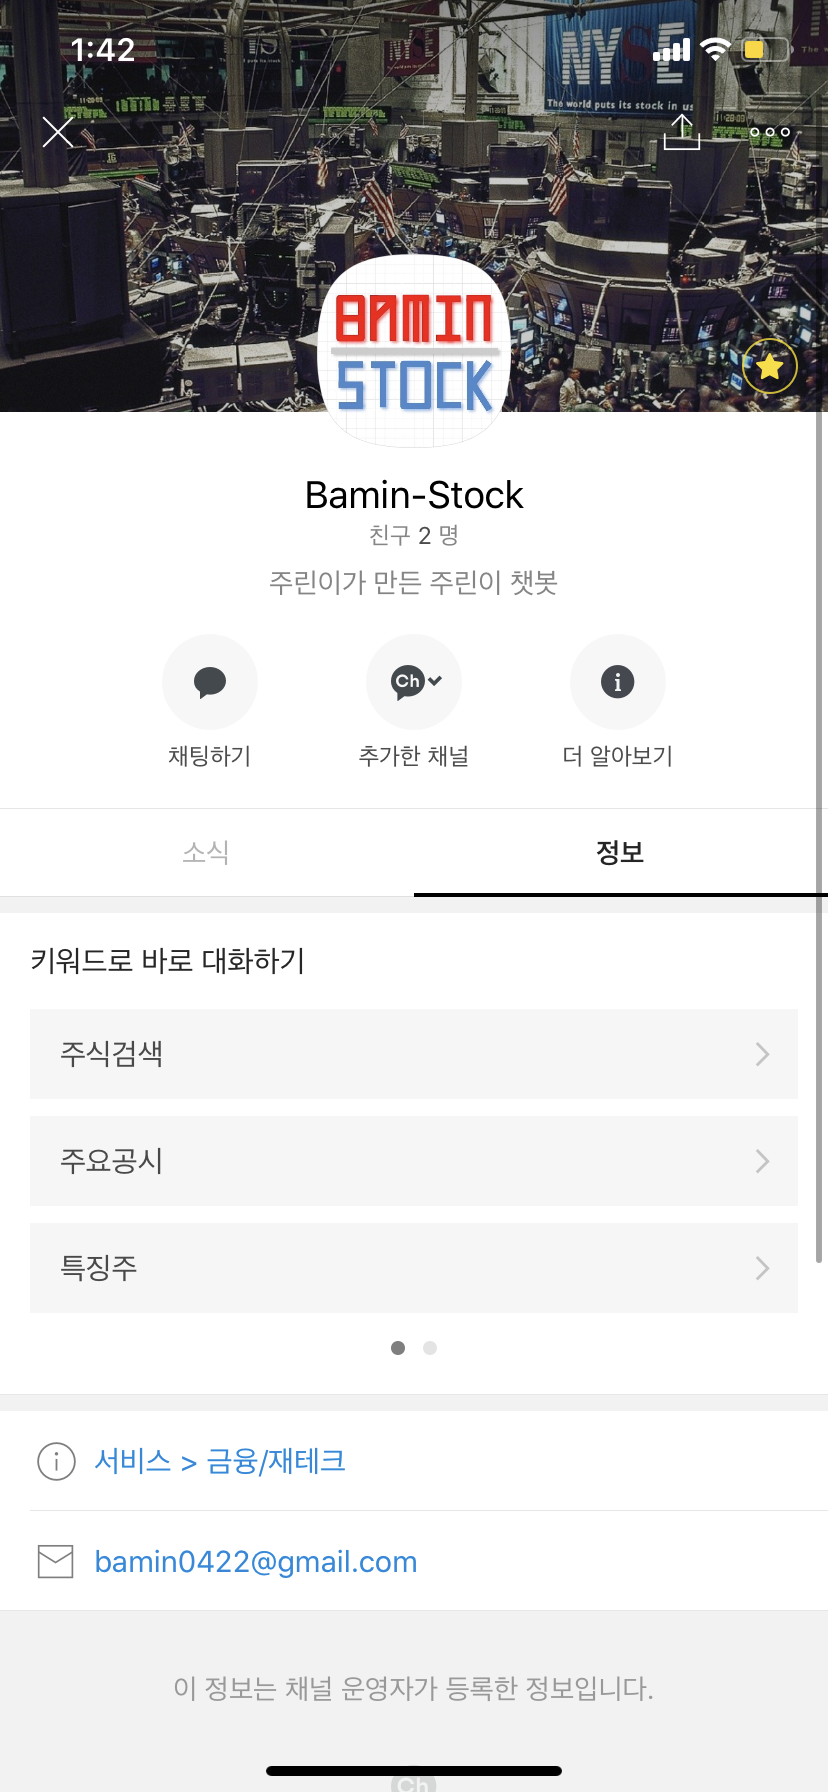 1:42
NYSE
The world puts its stock in us
BAMIN
STOCK
Bamin-Stock
친구 2 명
주린이가 만든 주린이 챗봇
Ch
채팅하기
추가한 채널
더 알아보기
소식
정보
키워드로 바로 대화하기
주식검색
주요공시
특징주
서비스 > 금융/재테크
bamin0422@gmail.com
이 정보는 채널 운영자가 등록한 정보입니다.
Ch